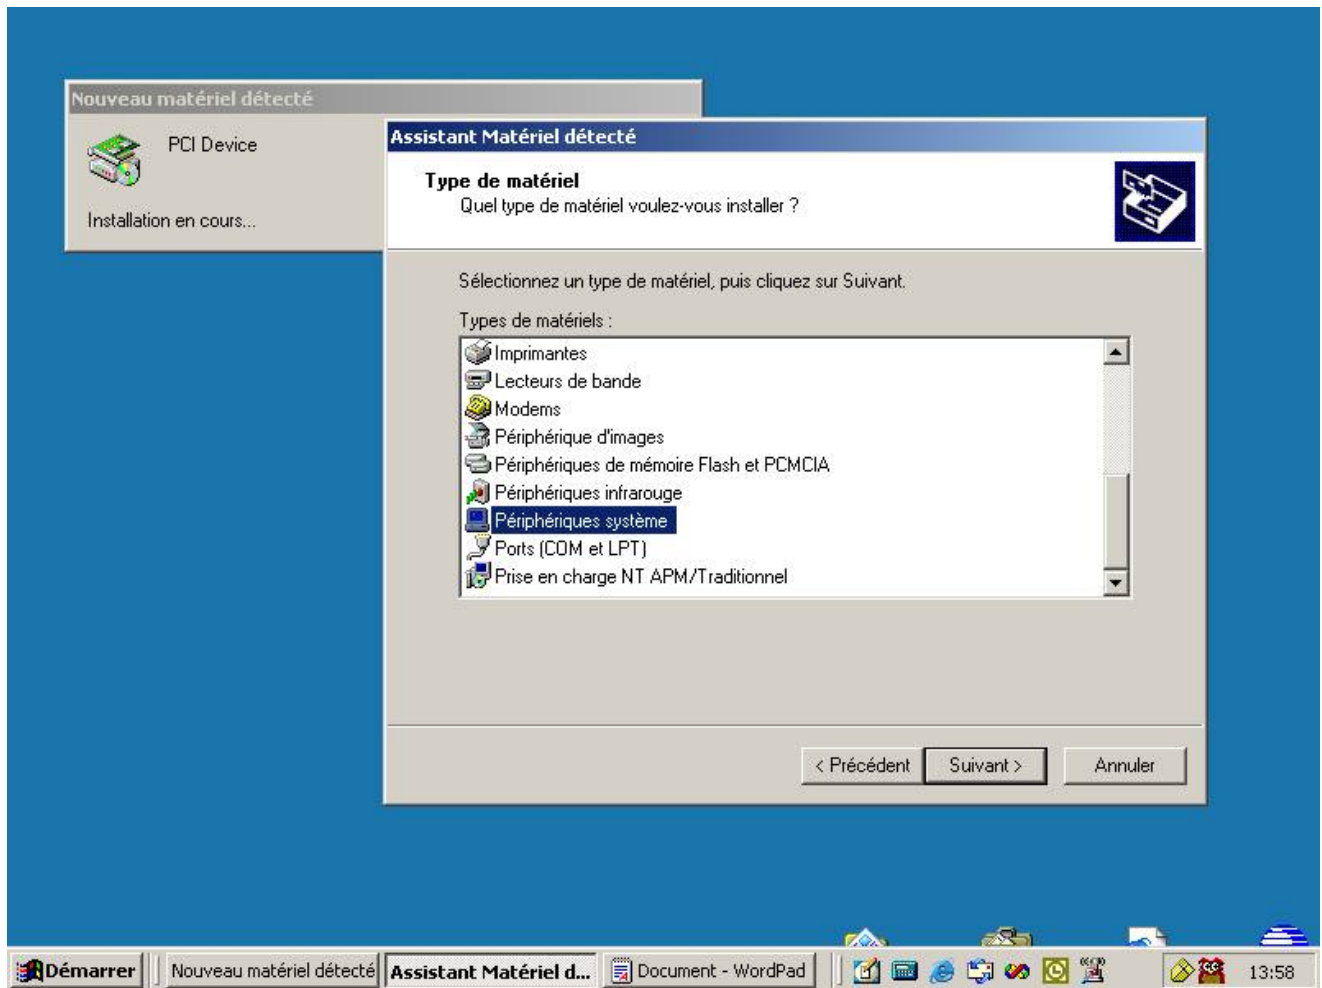 Nouveau matériel détecté
PCI Device
Installation en cours...
Assistant Matériel détecté
Type de matériel
Quel type de matériel voulez-vous installer ?
Sélectionnez un type de matériel, puis cliquez sur Suivant.
Types de matériels :
Imprimantes
Lecteurs de bande
Modems
Périphérique d'images
Périphériques de mémoire Flash et PCMCIA
Périphériques infrarouge
Périphériques système
Ports (COM et LPT)
Prise en charge NT APM/Traditionnel
< Précédent Suivant > Annuler
Démarrer Nouveau matériel détecté Assistant Matériel d... Document - WordPad 13:58